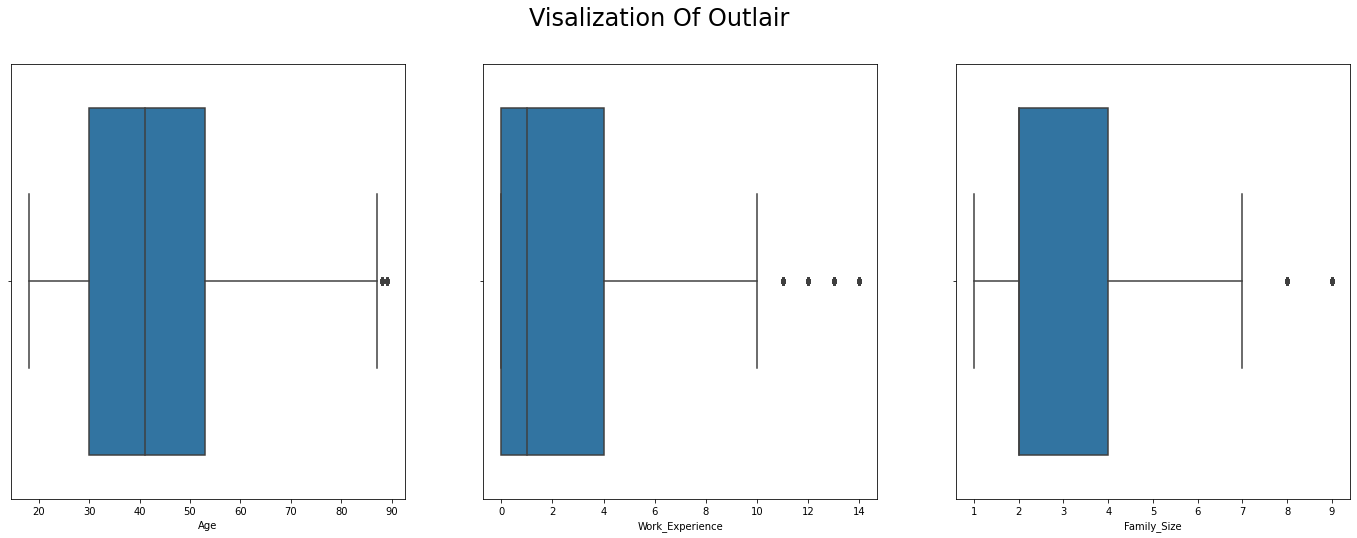 Visalization Of Outlair
20 30 40 50 60 70 80 90
Age
0 2 4 6 8 10 12 14
Work_Experience
1 2 3 4 5 6 7 8 9
Family_Size